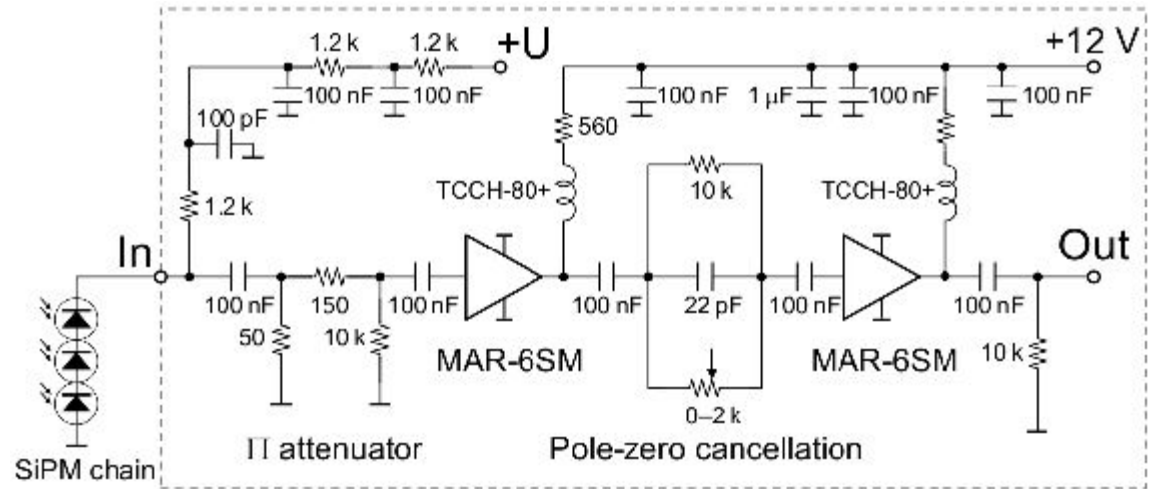 1.2 k
1.2 k
+U
+12 V
100 nF
100 nF
100 nF
1 µF
100 nF
100 nF
100 pF
560
1.2 k
TCCH-80+
10 k
TCCH-80+
In
Out
100 nF
150
100 nF
100 nF
22 pF
100 nF
100 nF
50
10 k
MAR-6SM
MAR-6SM
10 k
0–2 k
Π attenuator
Pole-zero cancellation
SiPM chain